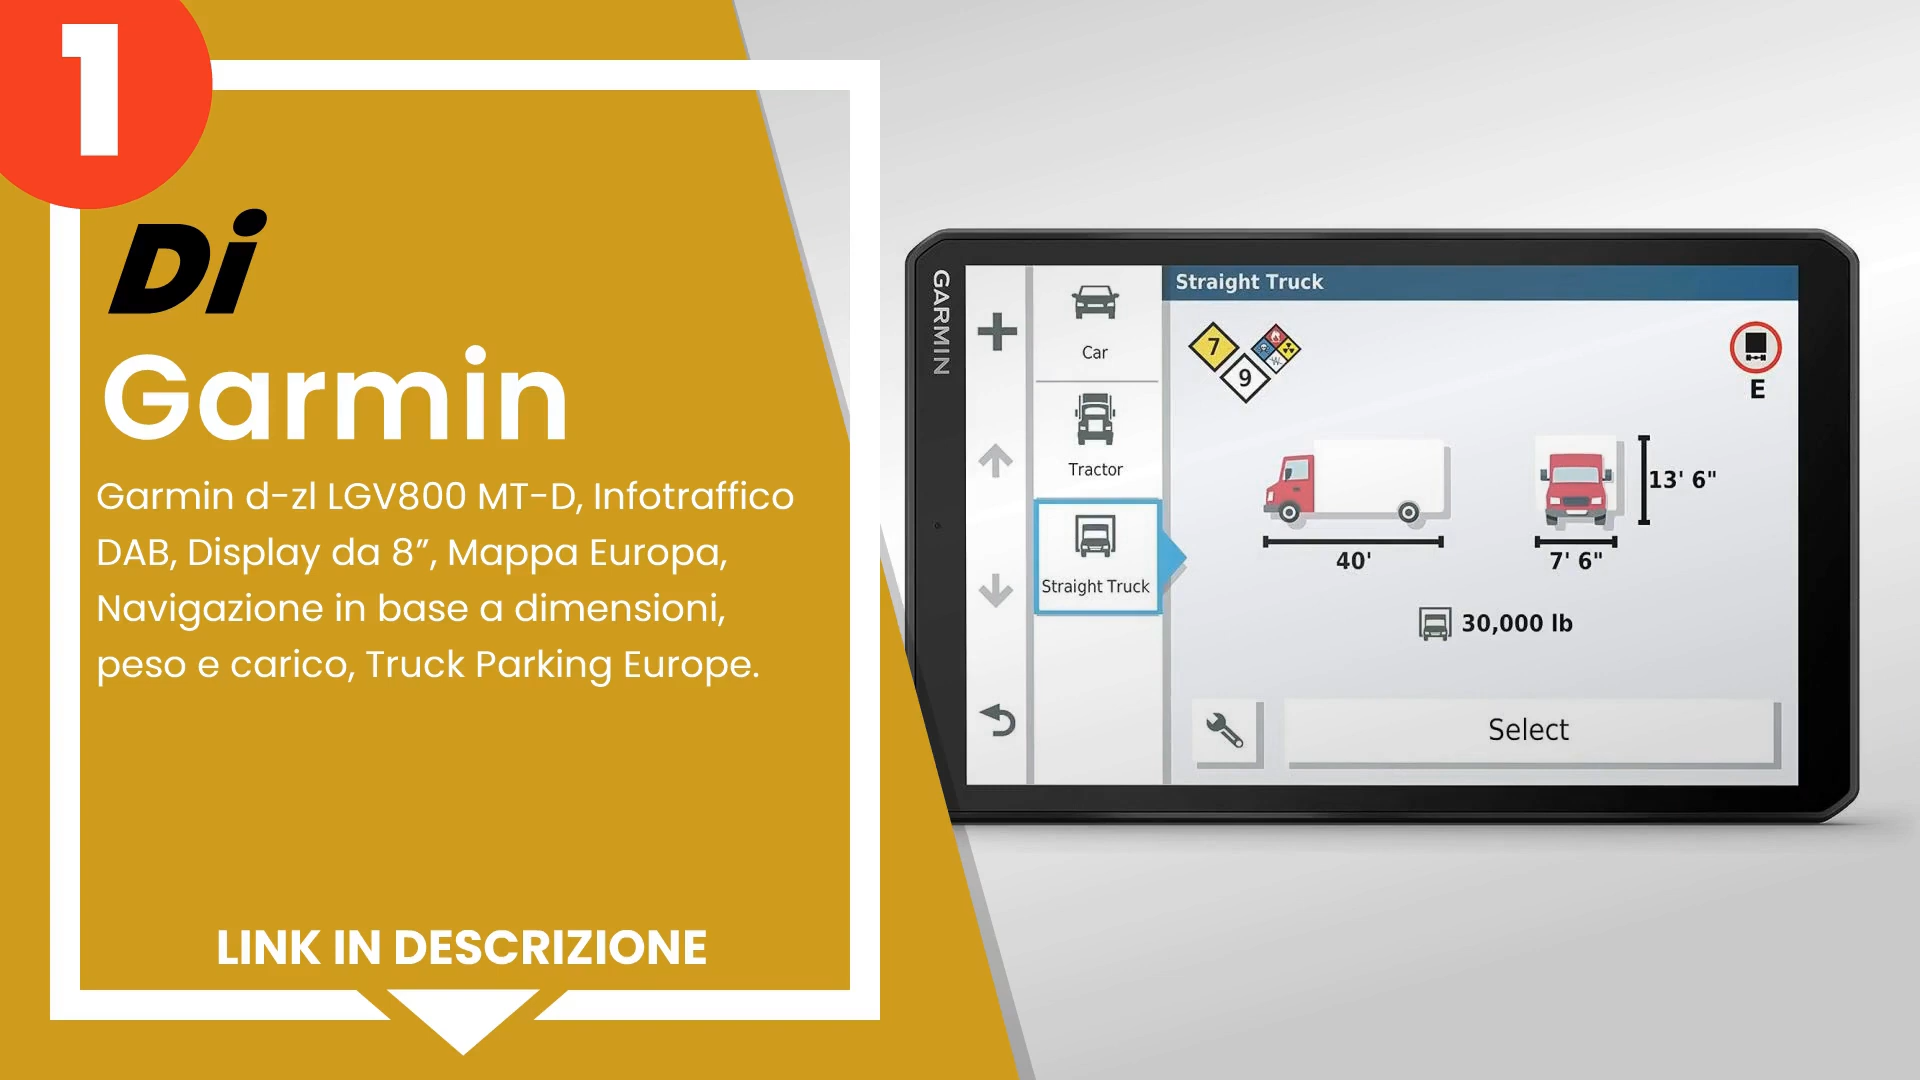 1
Di
Garmin
Garmin d-zl LGV800 MT-D, Infotraffico
DAB, Display da 8”, Mappa Europa,
Navigazione in base a dimensioni,
peso e carico, Truck Parking Europe.
LINK IN DESCRIZIONE
GARMIN
Car
Tractor
Straight Truck
Straight Truck
7
9
W
E
13' 6"
40'
7' 6"
30,000 lb
Select